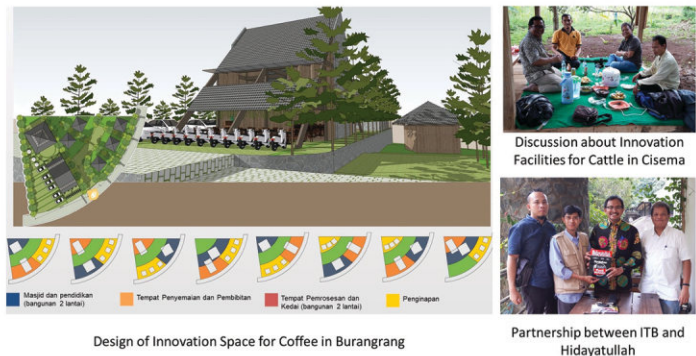 Masjid dan pendidikan
(bangunan 2 lantai)
Tempat Penyemaian dan Pembibitan
Tempat Pemrosesan dan
Kedai (bangunan 2 lantai)
Penginapan
Design of Innovation Space for Coffee in Burangrang
Discussion about Innovation
Facilities for Cattle in Cisema
Partnership between ITB and
Hidayatullah